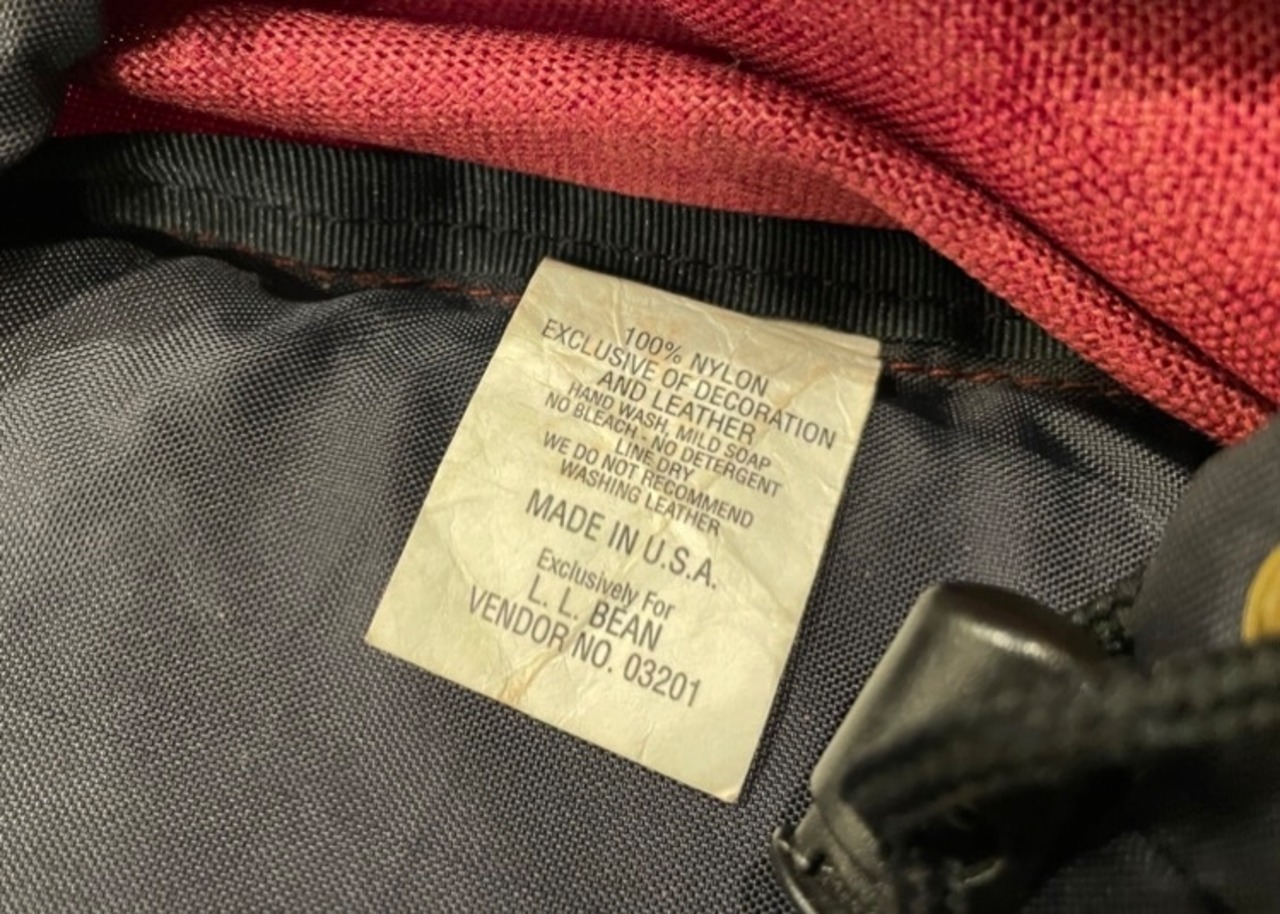 100% NYLON
EXCLUSIVE OF DECORATION
AND LEATHER
HAND WASH, MILD SOAP
NO BLEACH - NO DETERGENT
LINE DRY
WE DO NOT RECOMMEND
WASHING LEATHER
MADE IN U.S.A.
Exclusively For
L. L. BEAN
VENDOR NO. 03201